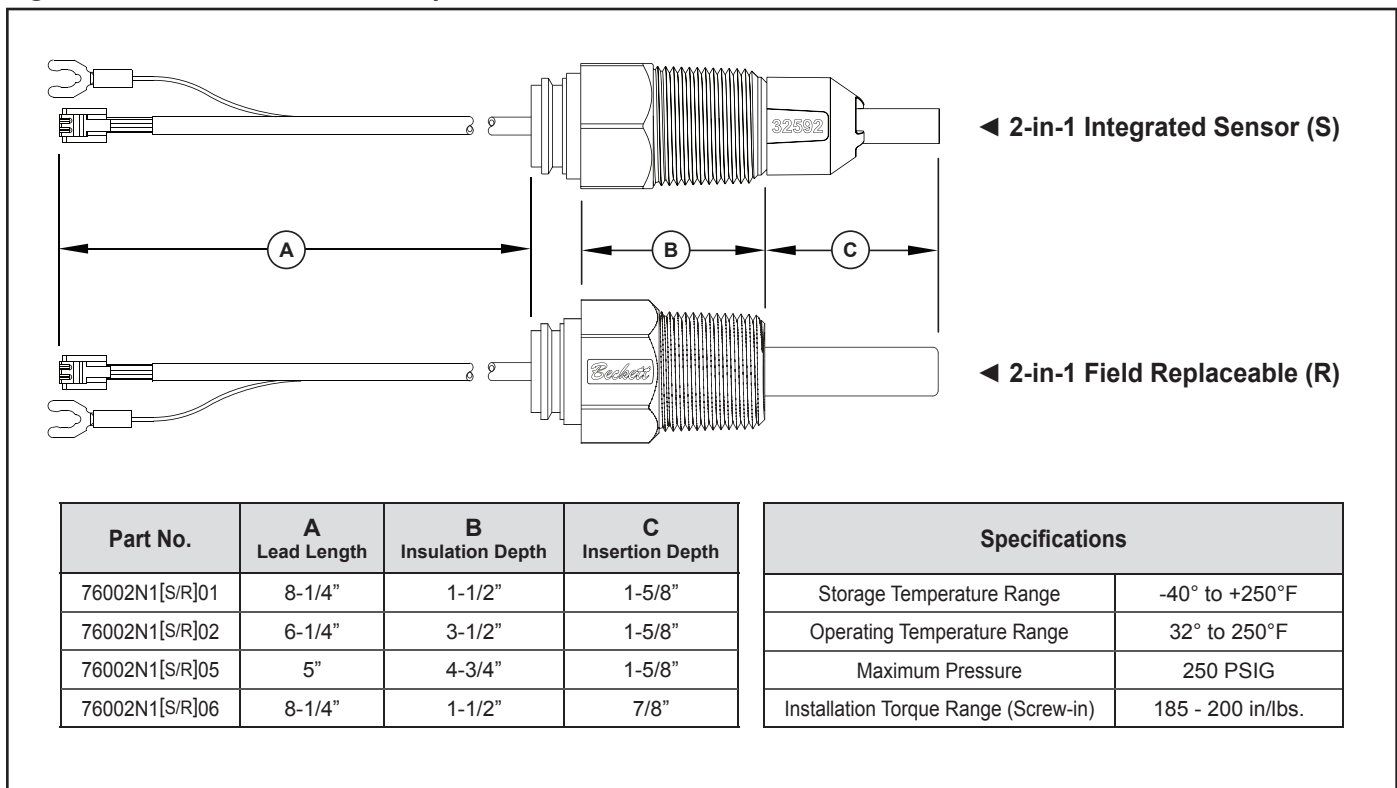 32592
◄ 2-in-1 Integrated Sensor (S)
A
B
C
Beckett
◄ 2-in-1 Field Replaceable (R)
Part No.
A
Lead Length
B
Insulation Depth
C
Insertion Depth
76002N1[S/R]01 8-1/4” 1-1/2” 1-5/8”
76002N1[S/R]02 6-1/4” 3-1/2” 1-5/8”
76002N1[S/R]05 5” 4-3/4” 1-5/8”
76002N1[S/R]06 8-1/4” 1-1/2” 7/8”
Specifications
Storage Temperature Range -40° to +250°F
Operating Temperature Range 32° to 250°F
Maximum Pressure 250 PSIG
Installation Torque Range (Screw-in) 185 - 200 in/lbs.